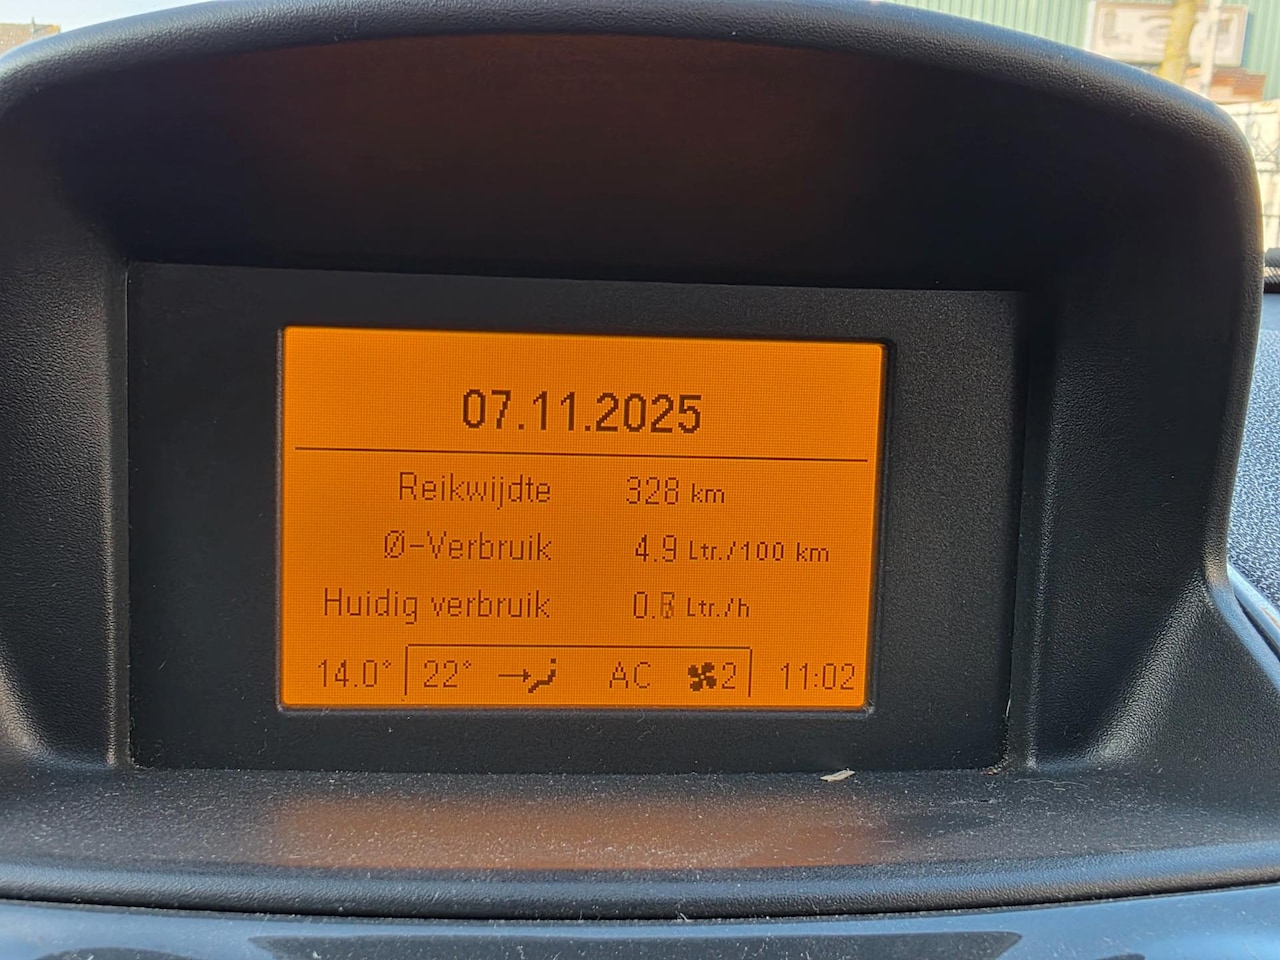 07.11.2025
Reikwijdte 328 km
Ø-Verbruik 4.9 Ltr./100 km
Huidig verbruik Ltr./h
14.0° 22° AC 2 11:02